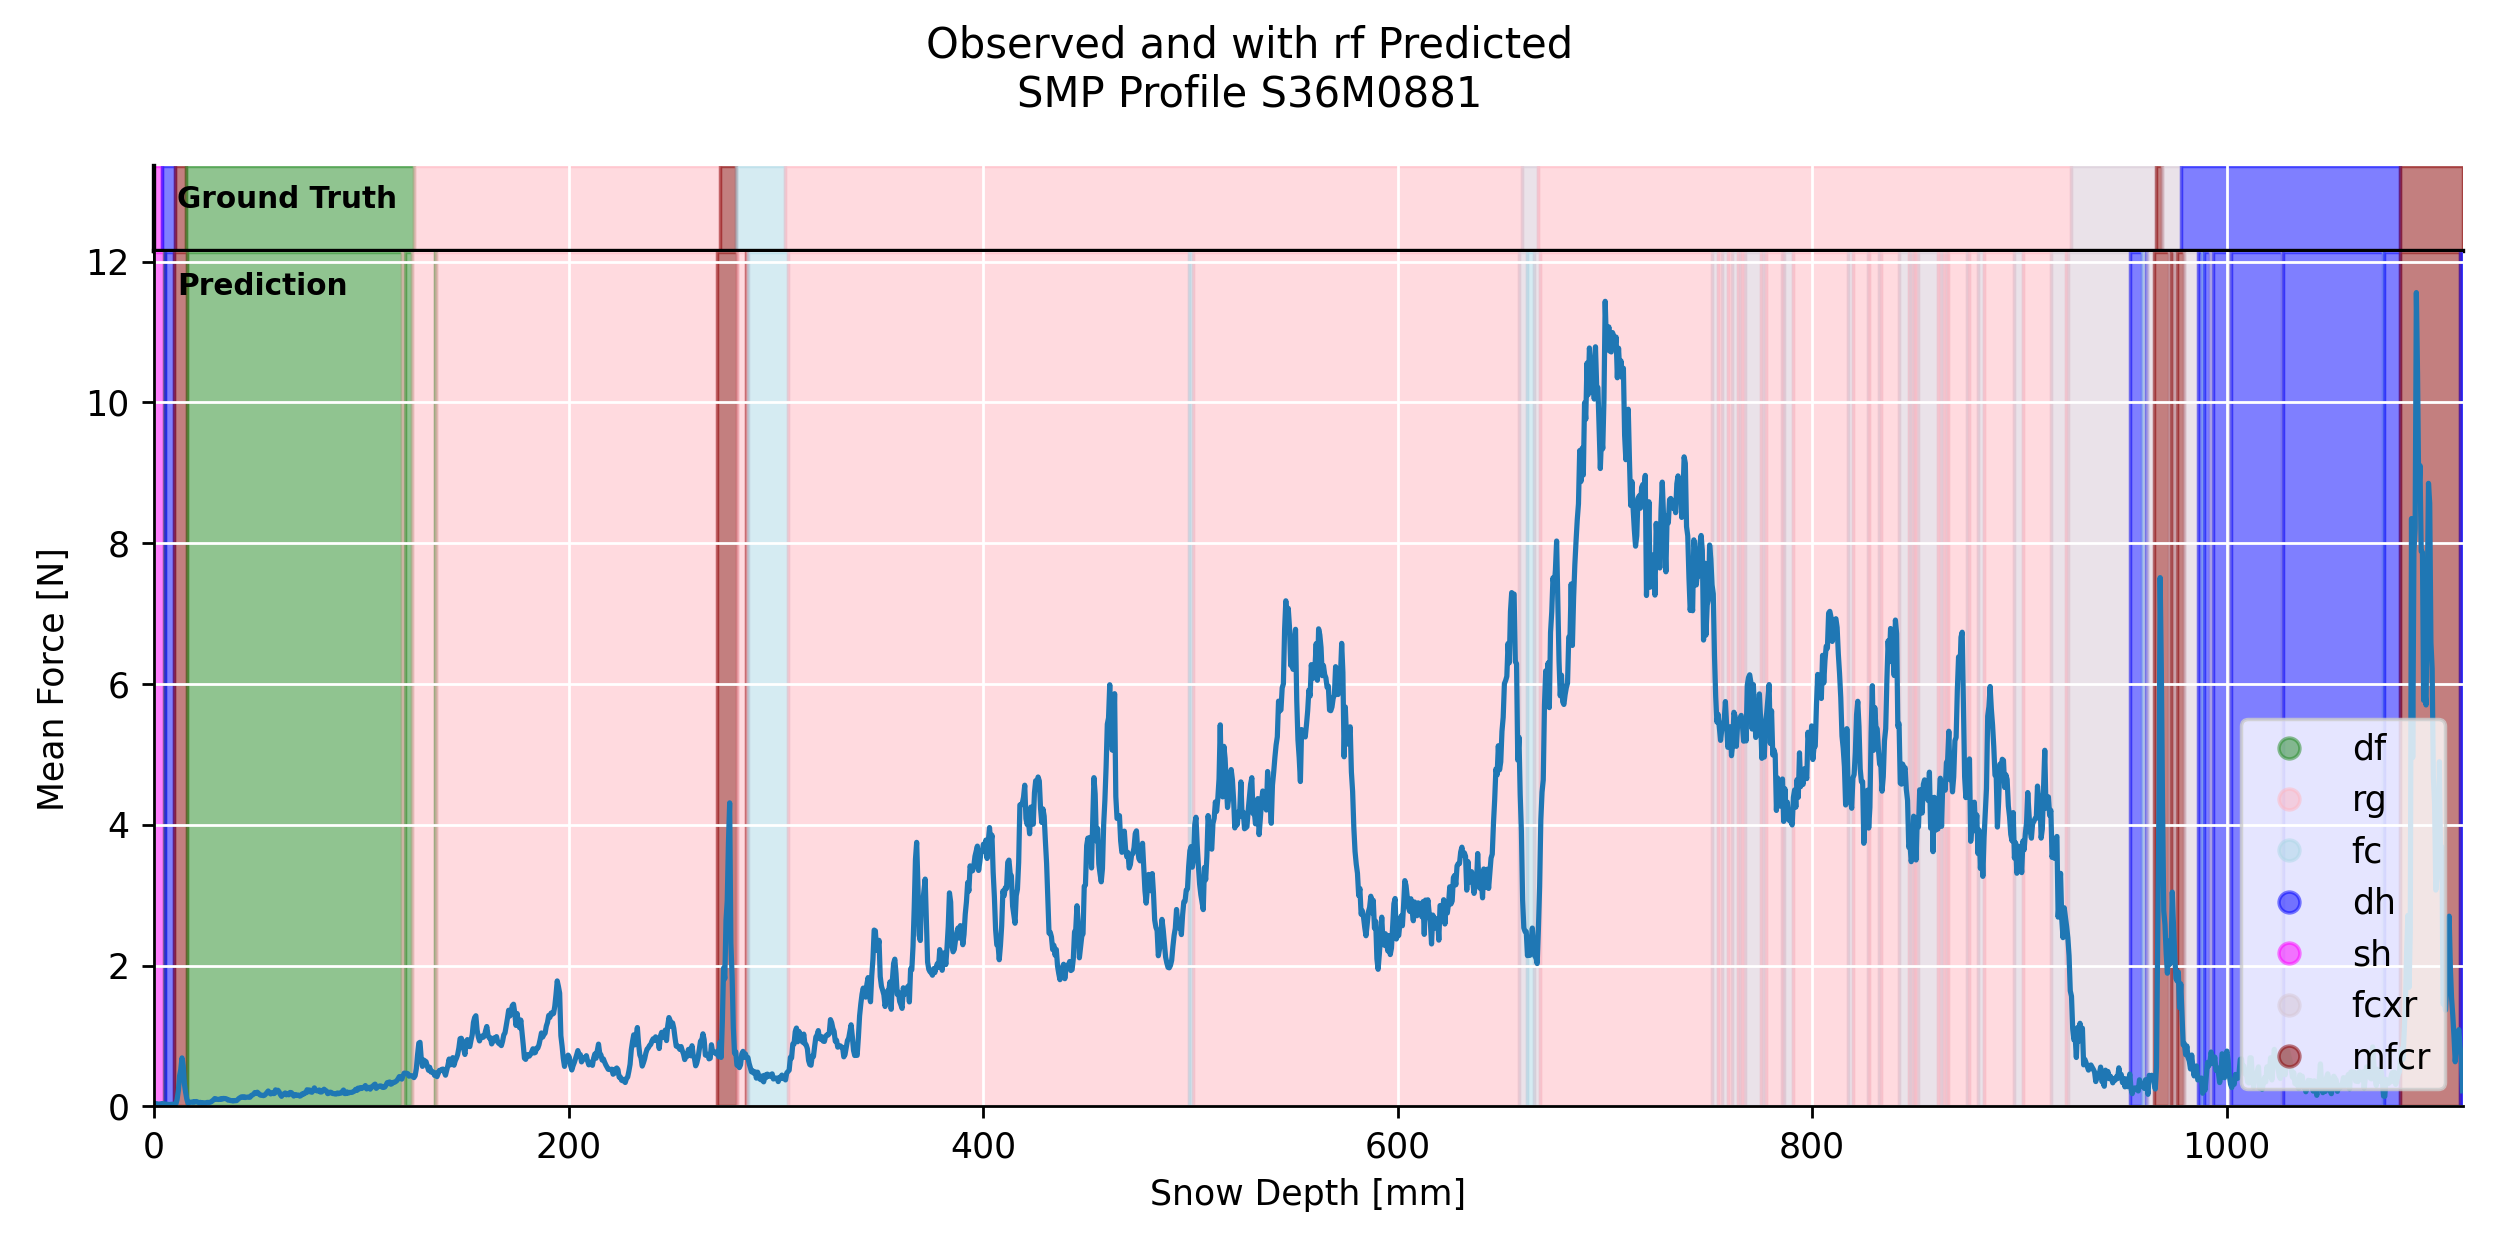 Observed and with rf Predicted
SMP Profile S36M0881
Ground Truth
Prediction
12
10
8
6
4
2
0
Mean Force [N]
0 200 400 600 800 1000
Snow Depth [mm]
df
rg
fc
dh
sh
fcxr
mfcr